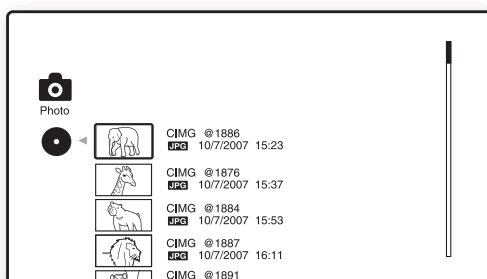 Photo
CIMG @1886
JPG 10/7/2007 15:23
CIMG @1876
JPG 10/7/2007 15:37
CIMG @1884
JPG 10/7/2007 15:53
CIMG @1887
JPG 10/7/2007 16:11
CIMG @1891